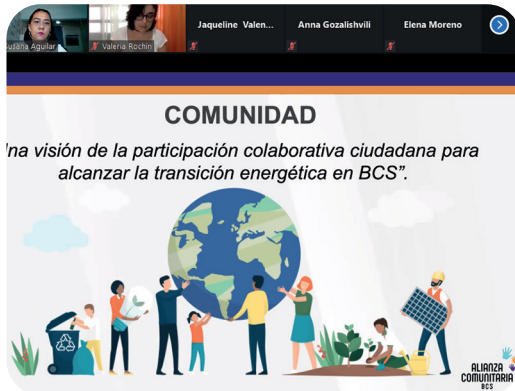 Susana Aguilar
Valeria Rochin
Jaqueline Valen...
Anna Gozalishvili
Elena Moreno
COMUNIDAD
na visión de la participación colaborativa ciudadana para
alcanzar la transición energética en BCS”.
ALIANZA
COMUNITARIA
BCS